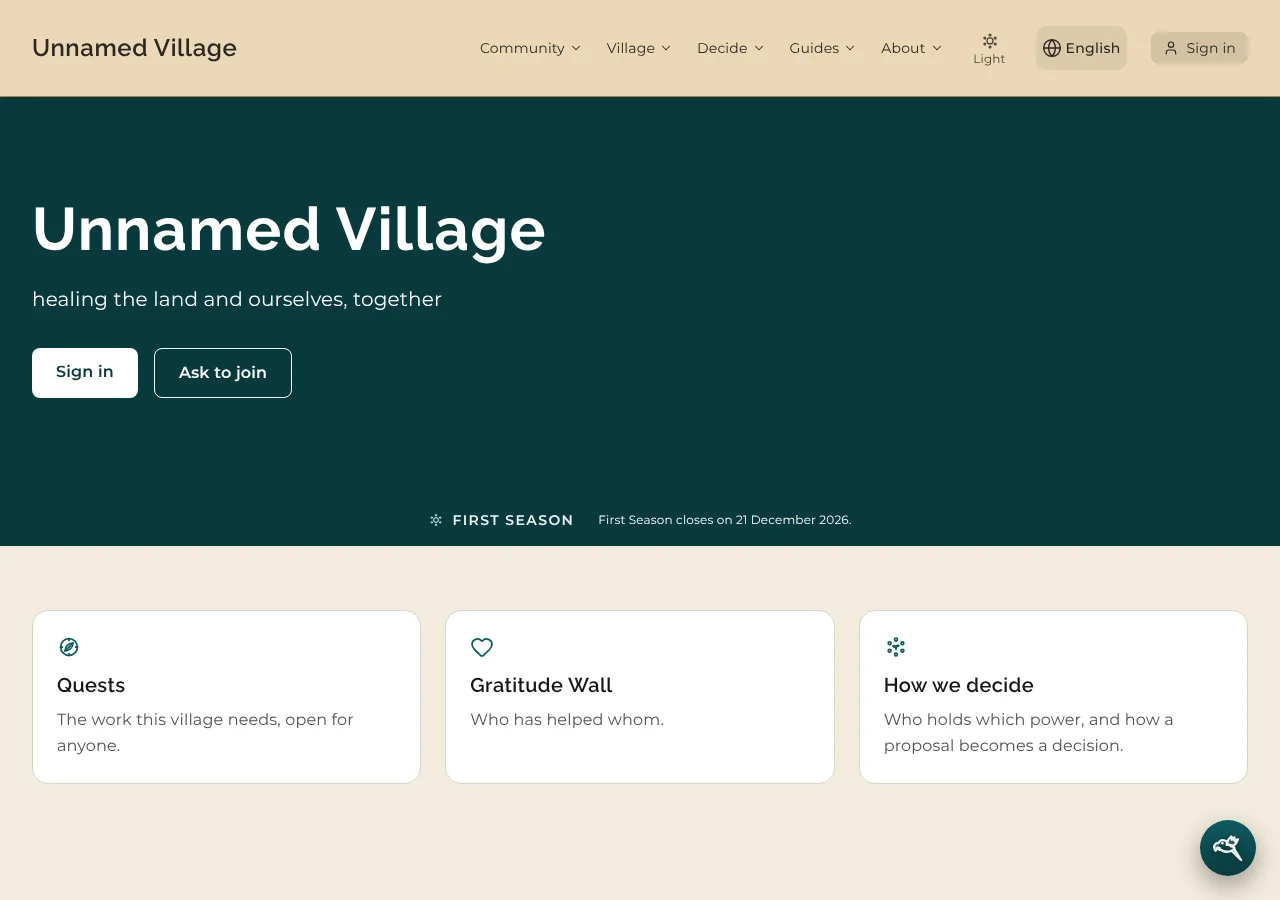 Unnamed Village
Community
Village
Decide
Guides
About
Light
English
Sign in
Unnamed Village
healing the land and ourselves, together
Sign in
Ask to join
FIRST SEASON
First Season closes on 21 December 2026.
Quests
The work this village needs, open for
anyone.
Gratitude Wall
Who has helped whom.
How we decide
Who holds which power, and how a
proposal becomes a decision.